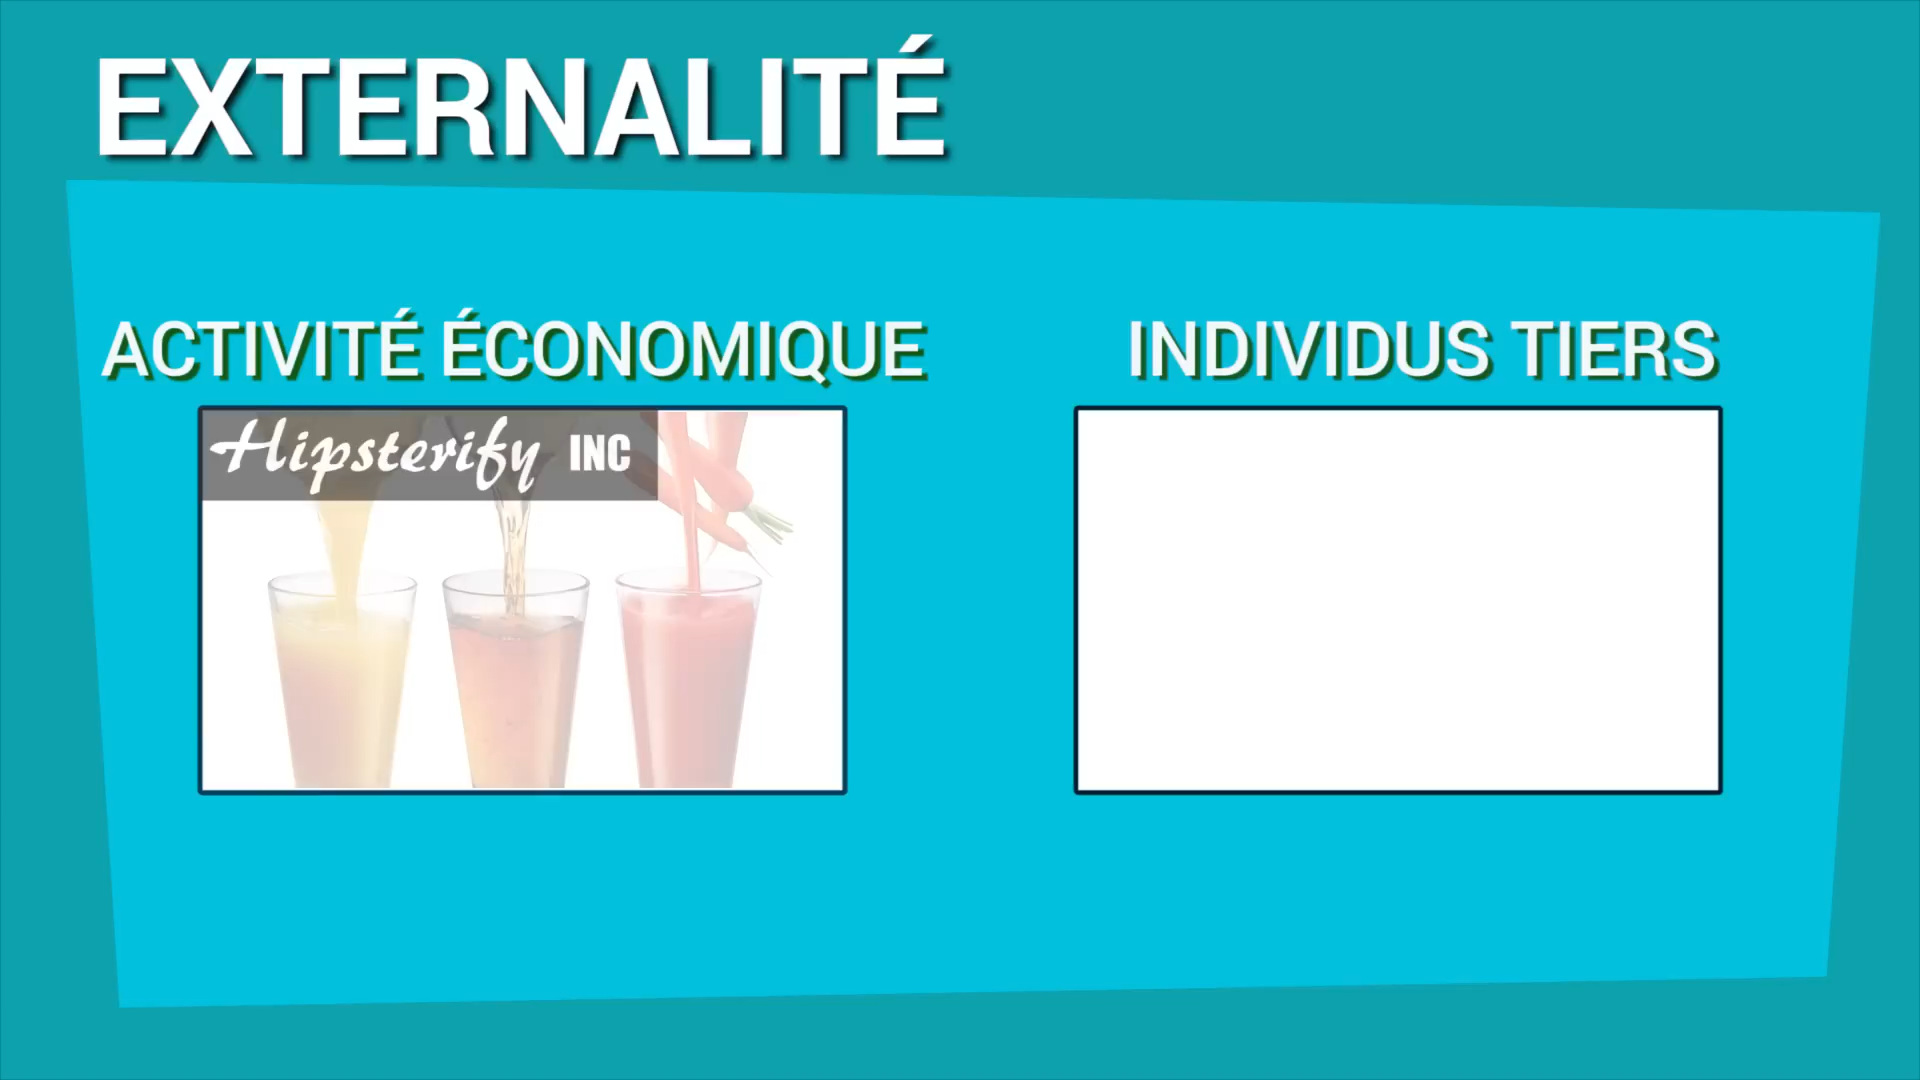 EXTERNALITÉ
ACTIVITÉ ÉCONOMIQUE
INDIVIDUS TIERS
Hipsterify INC